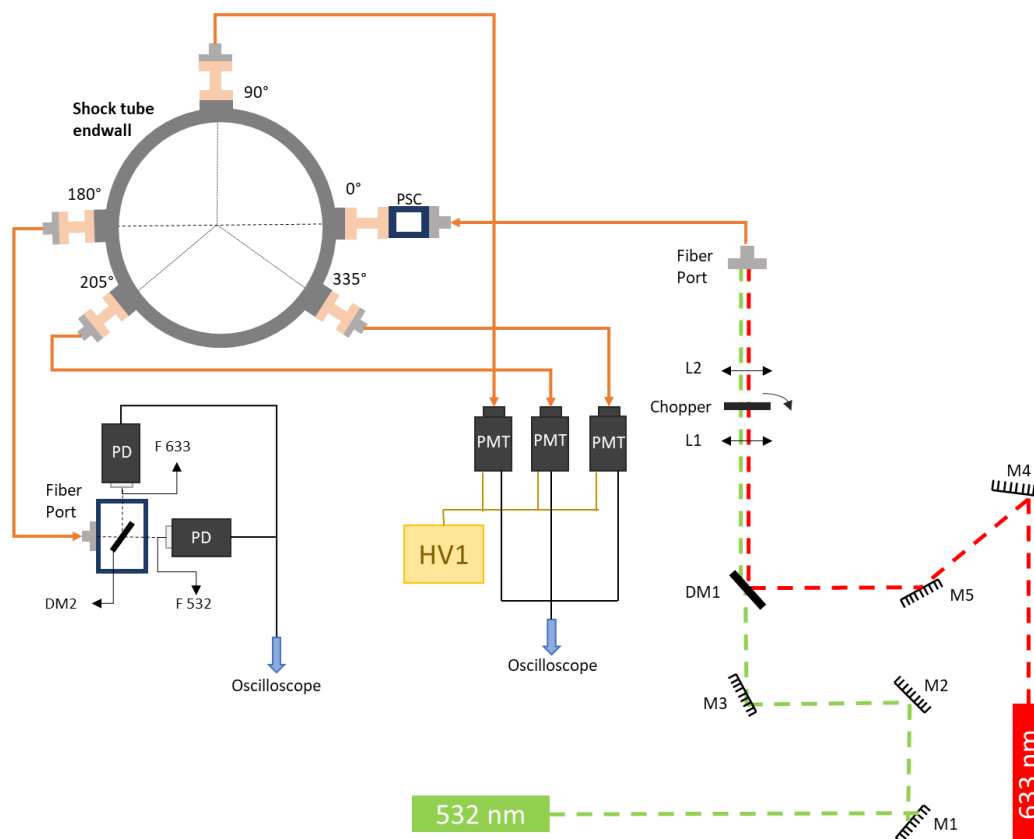 90°
Shock tube
endwall
180°
0°
PSC
205°
335°
Fiber
Port
L2
Chopper
L1
PD
F 633
PMT
PMT
PMT
M4
Fiber
Port
PD
HV1
DM2
F 532
DM1
M5
Oscilloscope
Oscilloscope
M3
M2
532 nm
M1
633 nm